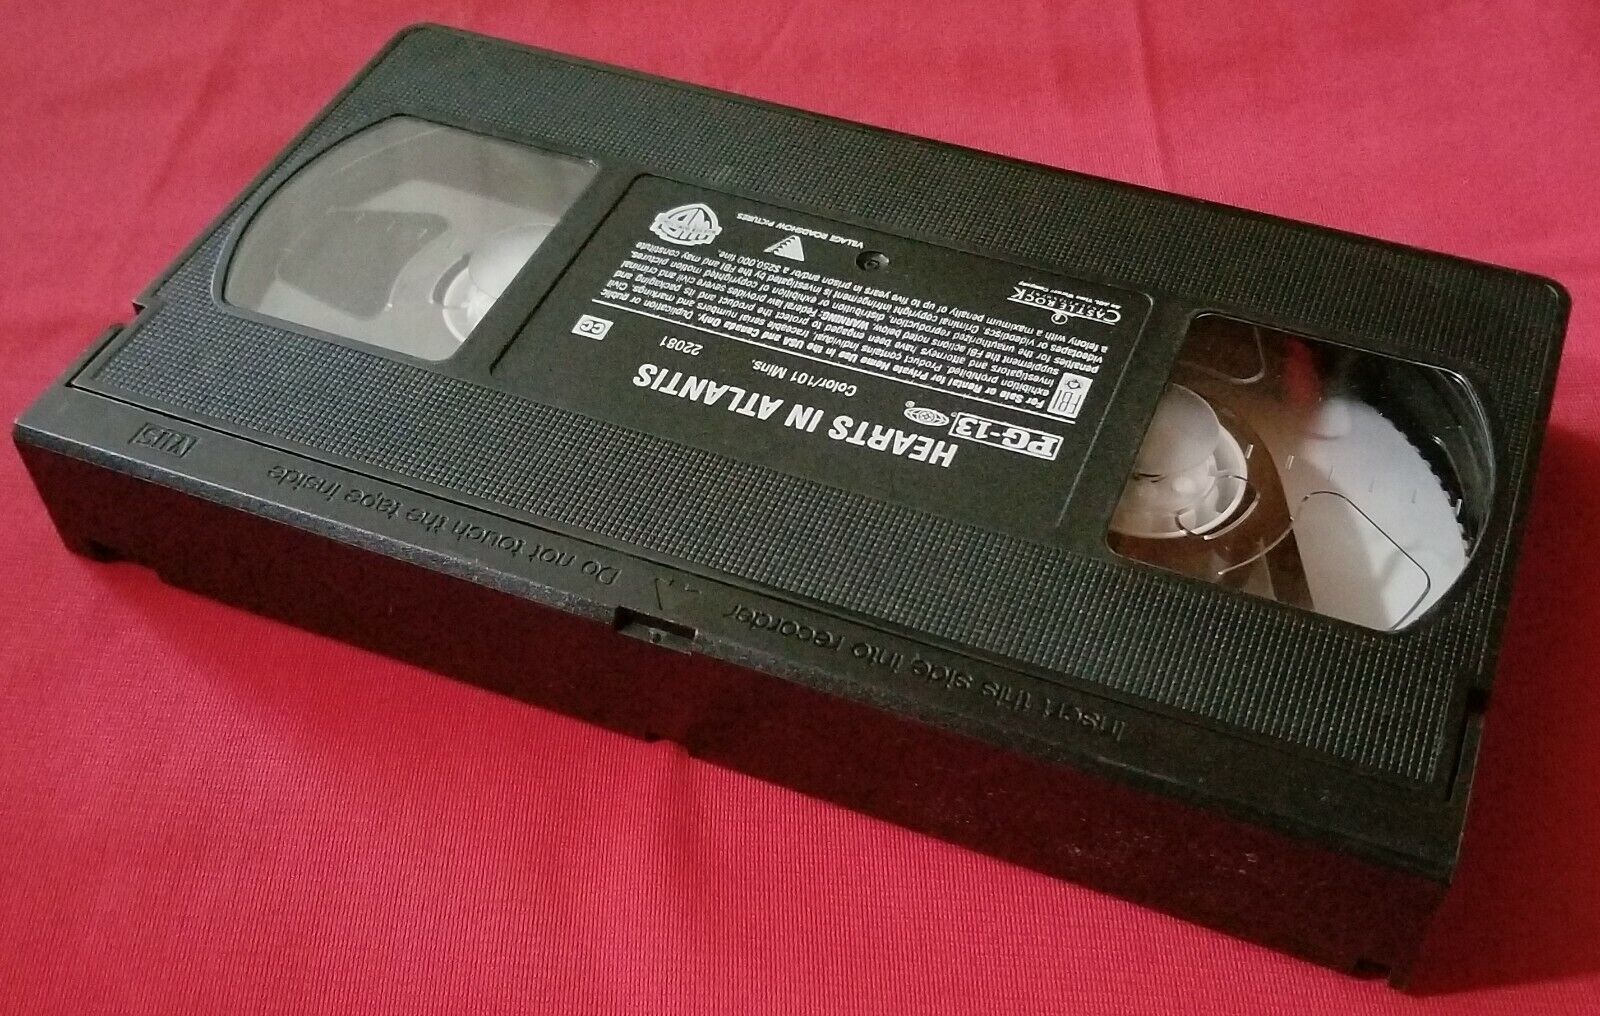 HEARTS IN ATLANTIS
Color/101 Mins.
22081
PG-13
CC
FBI
For Sale or Rental for Private Home Use in the USA and Canada Only. Duplication or public
exhibition prohibited. Product contains individual traceable serial numbers and markings. Civil
investigators and attorneys have been engaged to protect the product and its packaging and
supplement the FBI actions noted below. WARNING: Federal law provides severe civil and criminal
penalties for the unauthorized reproduction, distribution or exhibition of copyrighted motion pictures,
videotapes or videodiscs. Criminal copyright infringement is investigated by the FBI and may constitute
a felony with a maximum penalty of up to five years in prison and/or a $250,000 fine.
CASTLE ROCK
VILLAGE ROADSHOW PICTURES
WB
9
Insert this side into recorder
Do not touch the tape inside
V15